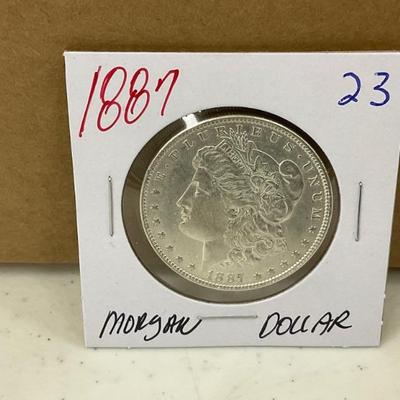 1887 23
E·PLURIBUS·UNUM
1887
MORGAN DOLLAR